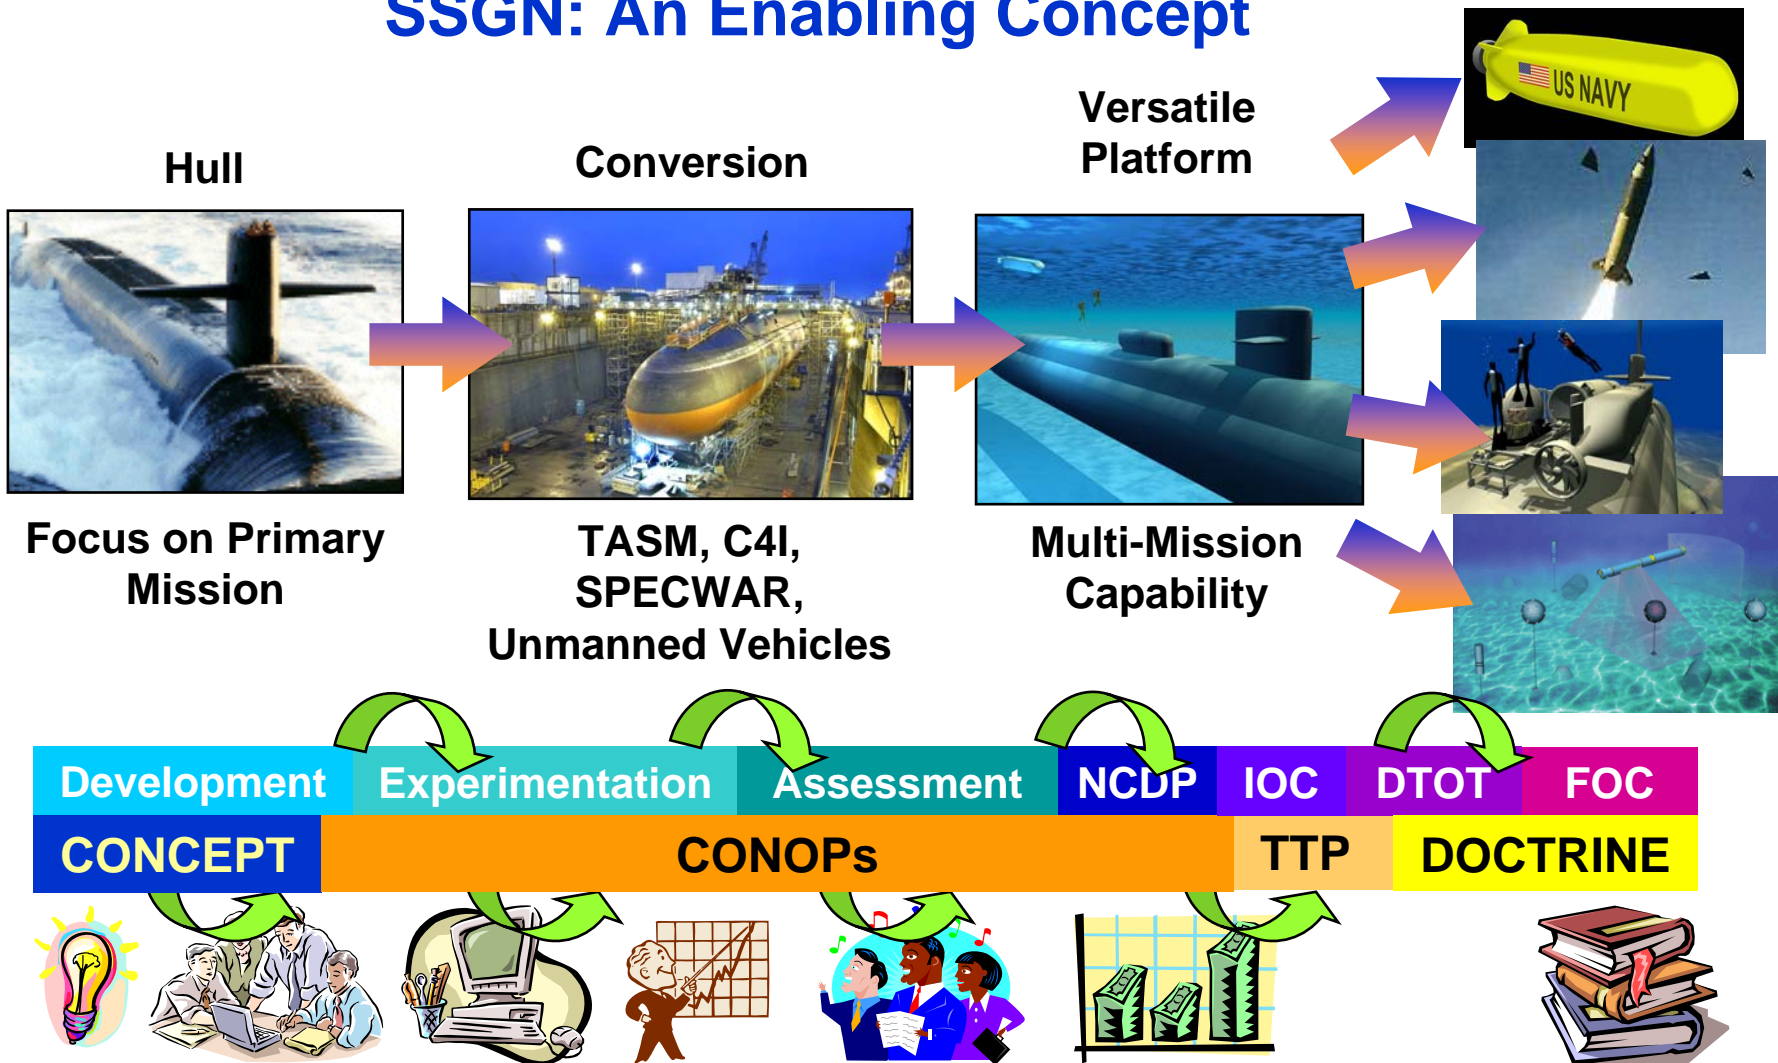 SSGN: An Enabling Concept
Hull
Conversion
Versatile
Platform
US NAVY
Focus on Primary
Mission
TASM, C4I,
SPECWAR,
Unmanned Vehicles
Multi-Mission
Capability
Development
Experimentation
Assessment
NCDP
IOC
DTOT
FOC
CONCEPT
CONOPs
TTP
DOCTRINE